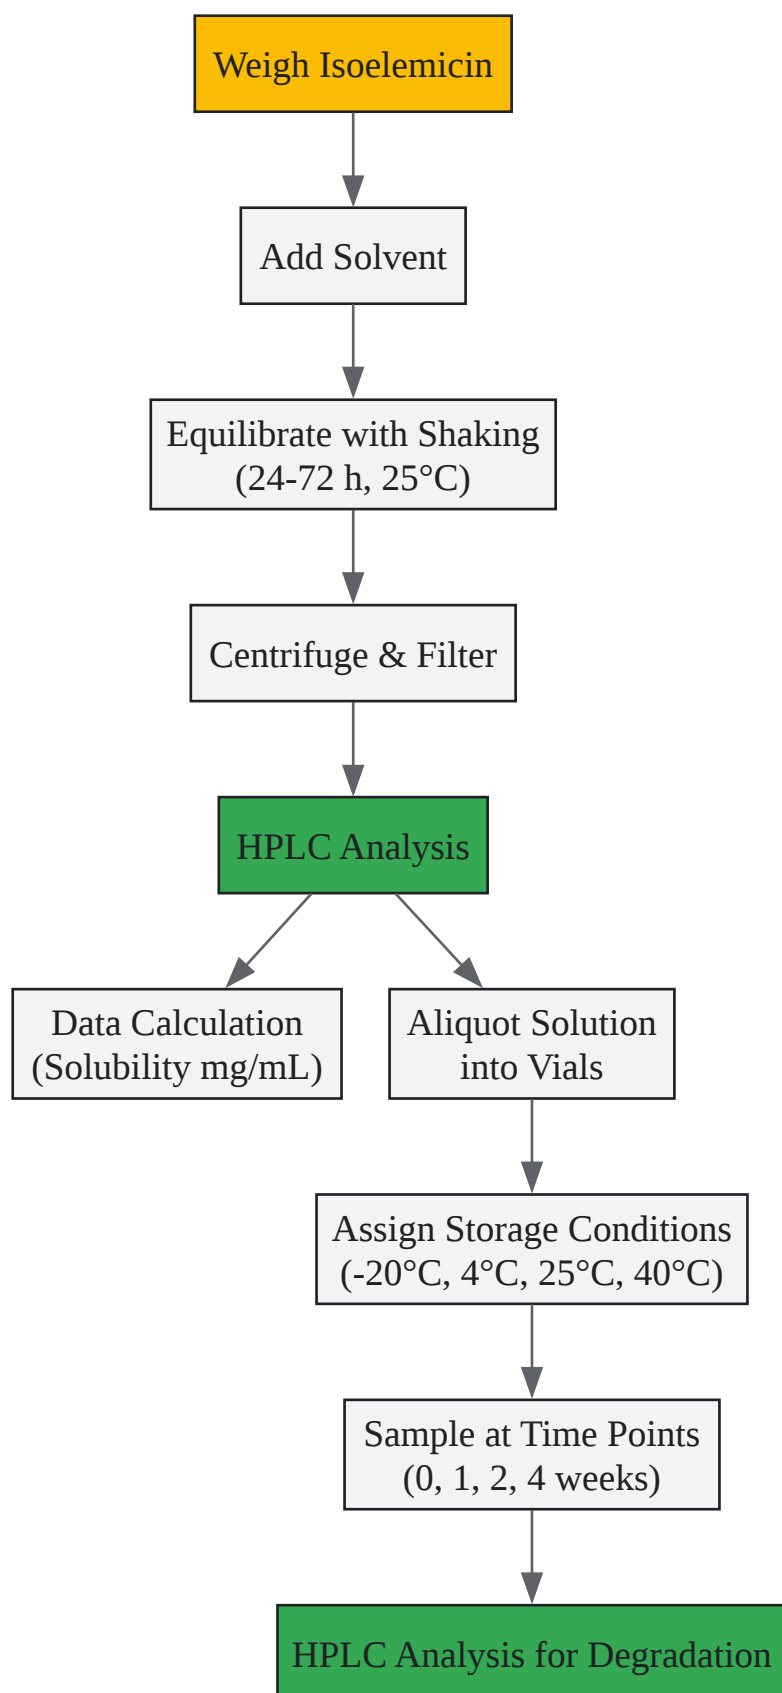 Weigh Isoelemicin
Add Solvent
Equilibrate with Shaking
(24-72 h, 25°C)
Centrifuge & Filter
HPLC Analysis
Data Calculation
(Solubility mg/mL)
Aliquot Solution
into Vials
Assign Storage Conditions
(-20°C, 4°C, 25°C, 40°C)
Sample at Time Points
(0, 1, 2, 4 weeks)
HPLC Analysis for Degradation